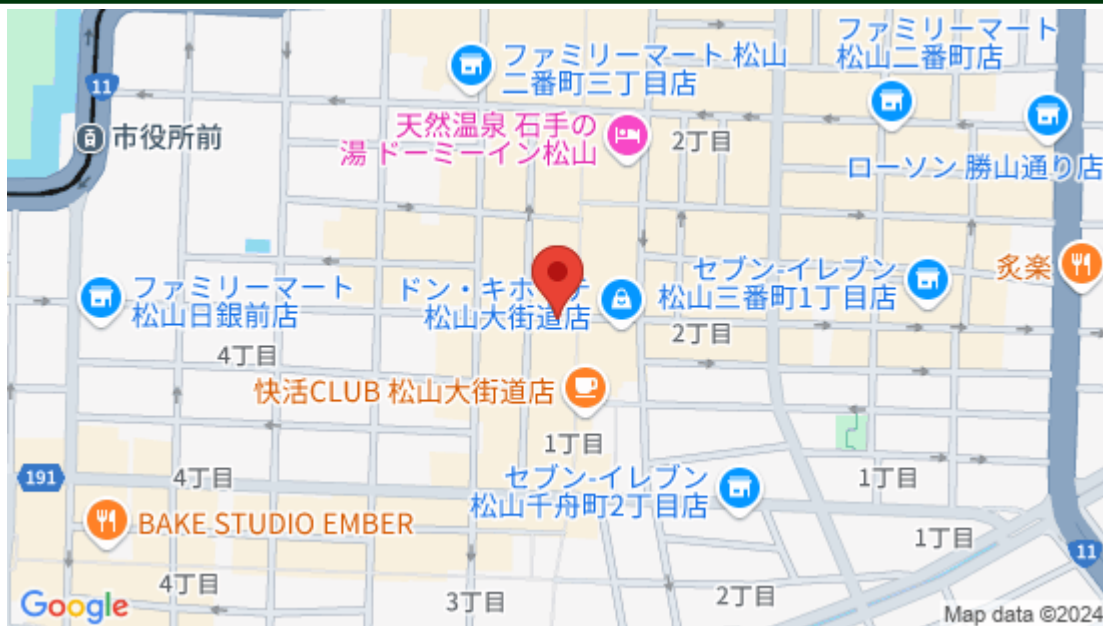 ファミリーマート 松山
二番町三丁目店
ファミリーマート
松山二番町店
11
市役所前
天然温泉 石手の
湯 ドーミーイン松山
2丁目
ローソン 勝山通り店
ファミリーマート
松山日銀前店
ドン・キホーテ
松山大街道店
セブン-イレブン
松山三番町1丁目店
炙楽
2丁目
4丁目
快活CLUB 松山大街道店
1丁目
191
4丁目
セブン-イレブン
松山千舟町2丁目店
1丁目
BAKE STUDIO EMBER
1丁目
11
4丁目
3丁目
2丁目
Google
Map data ©2024